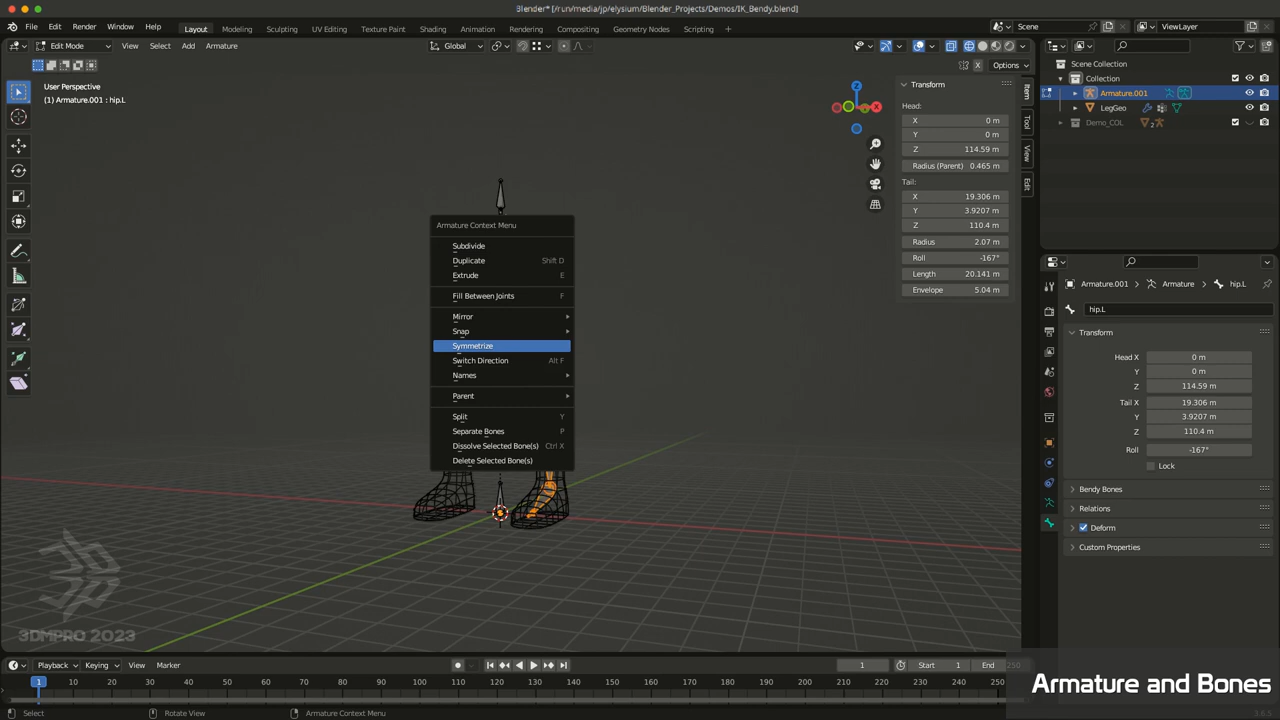 Blender* [/run/media/jp/elysium/Blender_Projects/Demos/IK_Bendy.blend]
File Edit Render Window Help Layout Modeling Sculpting UV Editing Texture Paint Shading Animation Rendering Compositing Geometry Nodes Scripting + Scene ViewLayer
Edit Mode View Select Add Armature Global
X Options
User Perspective
(1) Armature.001 : hip.L
Transform
Head:
X 0 m
Y 0 m
Z 114.59 m
Radius (Parent) 0.465 m
Tail:
X 19.306 m
Y 3.9207 m
Z 110.4 m
Radius 2.07 m
Roll -167°
Length 20.141 m
Envelope 5.04 m
Item
Tool
View
Edit
Z
X
Armature Context Menu
Subdivide
Duplicate Shift D
Extrude E
Fill Between Joints F
Mirror
Snap
Symmetrize
Switch Direction Alt F
Names
Parent
Split Y
Separate Bones P
Dissolve Selected Bone(s) Ctrl X
Delete Selected Bone(s)
Scene Collection
Collection
Armature.001
LegGeo
Demo_COL 2
Armature.001 Armature hip.L
hip.L
Transform
Head X 0 m
Y 0 m
Z 114.59 m
Tail X 19.306 m
Y 3.9207 m
Z 110.4 m
Roll -167°
Lock
Bendy Bones
Relations
Deform
Custom Properties
3DMPRO 2023
Playback Keying View Marker 1 Start 1 End 250
1 10 20 30 40 50 60 70 80 90 100 110 120 130 140 150 160 170 180 190 200 210 220 230 240 250
Armature and Bones
Select Rotate View Armature Context Menu 3.6.5